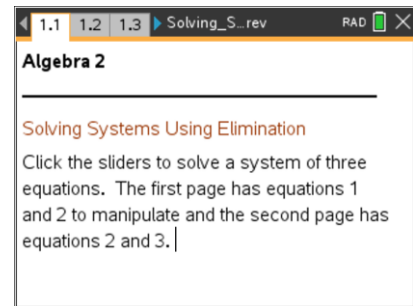 1.1 1.2 1.3 Solving_S...rev RAD
Algebra 2
Solving Systems Using Elimination
Click the sliders to solve a system of three
equations. The first page has equations 1
and 2 to manipulate and the second page has
equations 2 and 3.